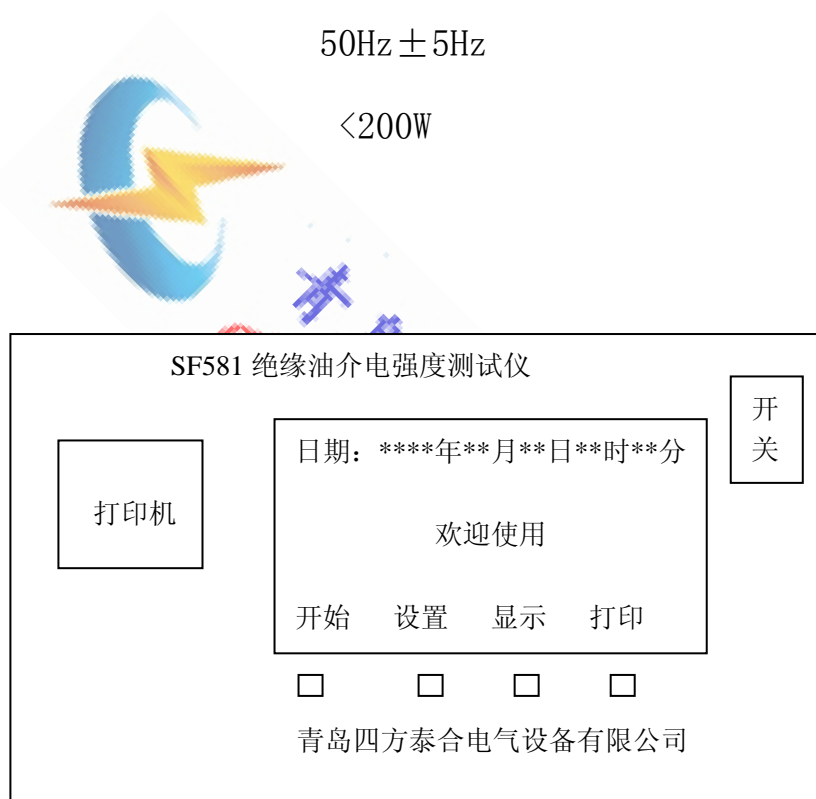 50Hz±5Hz
<200W
SF581 绝缘油介电强度测试仪
开
关
日期：****年**月**日**时**分
打印机
欢迎使用
开始 设置 显示 打印
青岛四方泰合电气设备有限公司